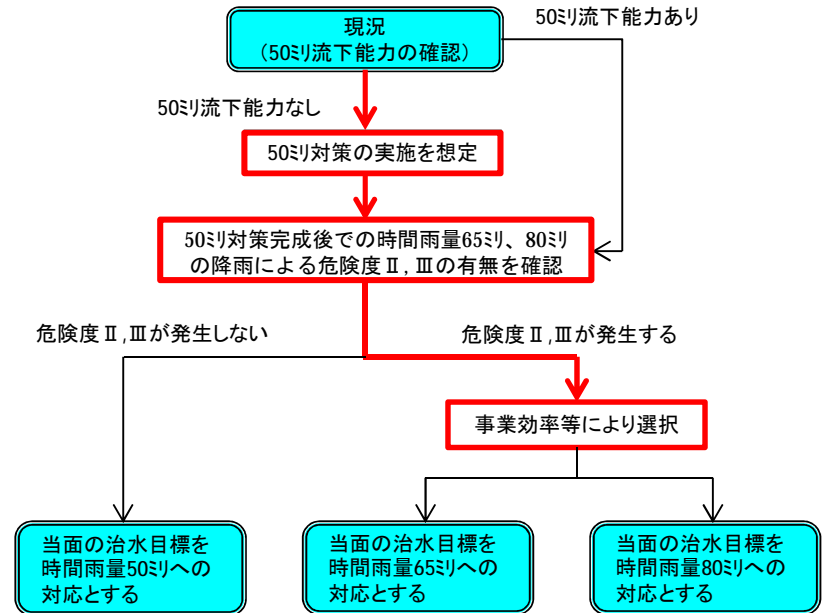 現況
(50ﾐﾘ流下能力の確認)
50ﾐﾘ流下能力あり
50ﾐﾘ流下能力なし
50ﾐﾘ対策の実施を想定
50ﾐﾘ対策完成後での時間雨量65ﾐﾘ、80ﾐﾘ
の降雨による危険度Ⅱ,Ⅲの有無を確認
危険度Ⅱ,Ⅲが発生しない
危険度Ⅱ,Ⅲが発生する
事業効率等により選択
当面の治水目標を
時間雨量50ﾐﾘへの
対応とする
当面の治水目標を
時間雨量65ﾐﾘへの
対応とする
当面の治水目標を
時間雨量80ﾐﾘへの
対応とする